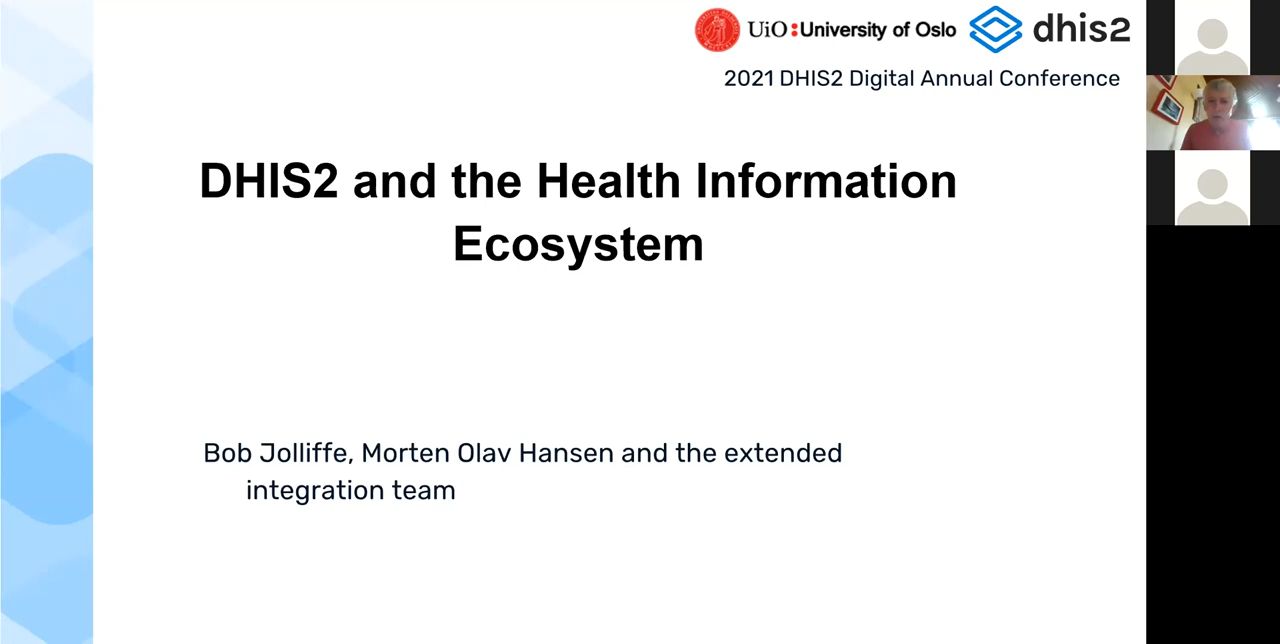 UiO : University of Oslo dhis2
2021 DHIS2 Digital Annual Conference
DHIS2 and the Health Information
Ecosystem
Bob Jolliffe, Morten Olav Hansen and the extended
integration team